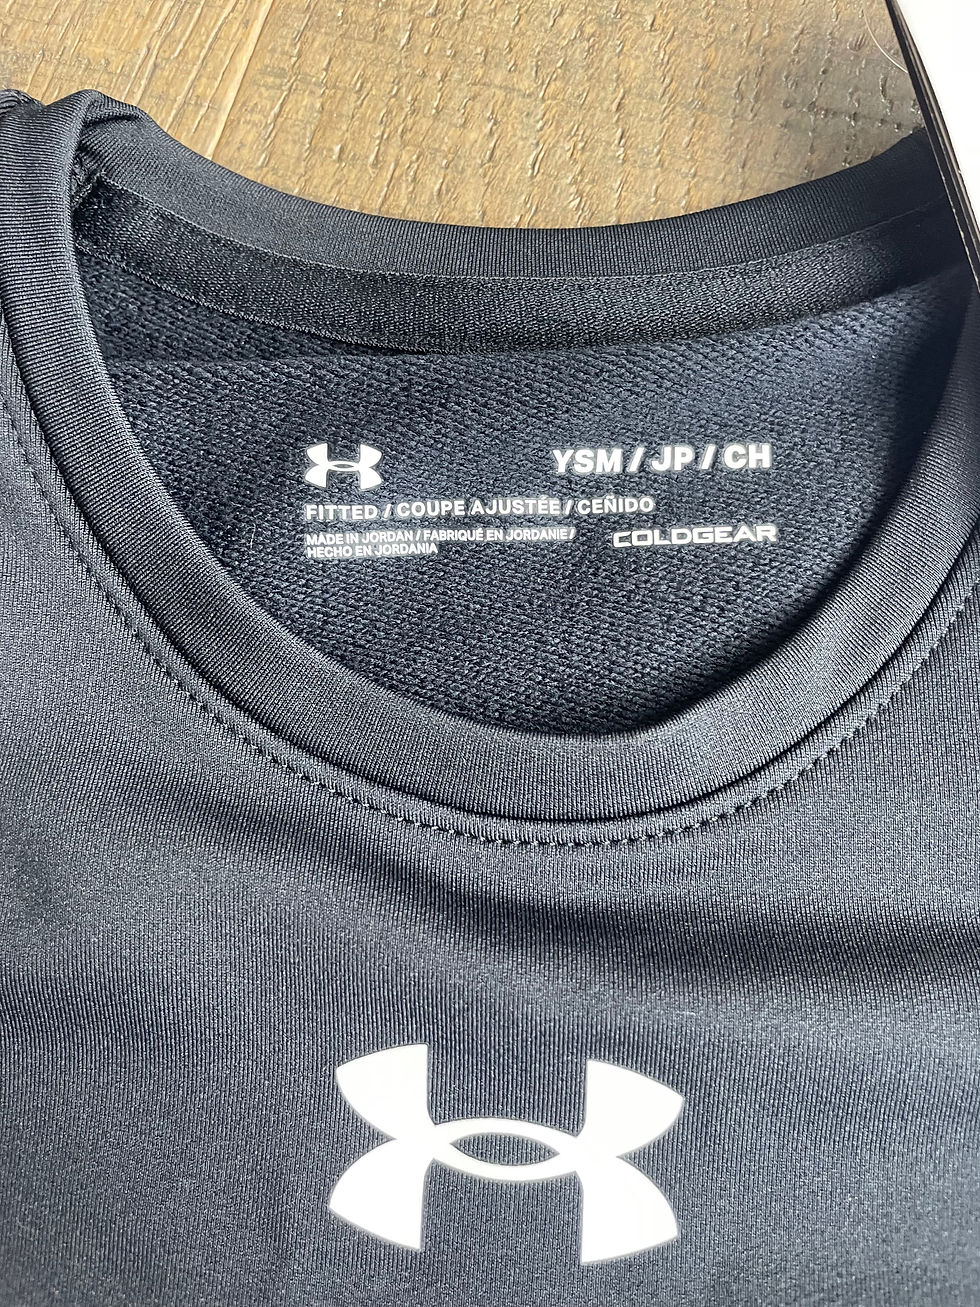 YSM / JP / CH
FITTED / COUPE AJUSTÉE / CEÑIDO
MADE IN JORDAN / FABRIQUÉ EN JORDANIE /
HECHO EN JORDANIA
COLDGEAR